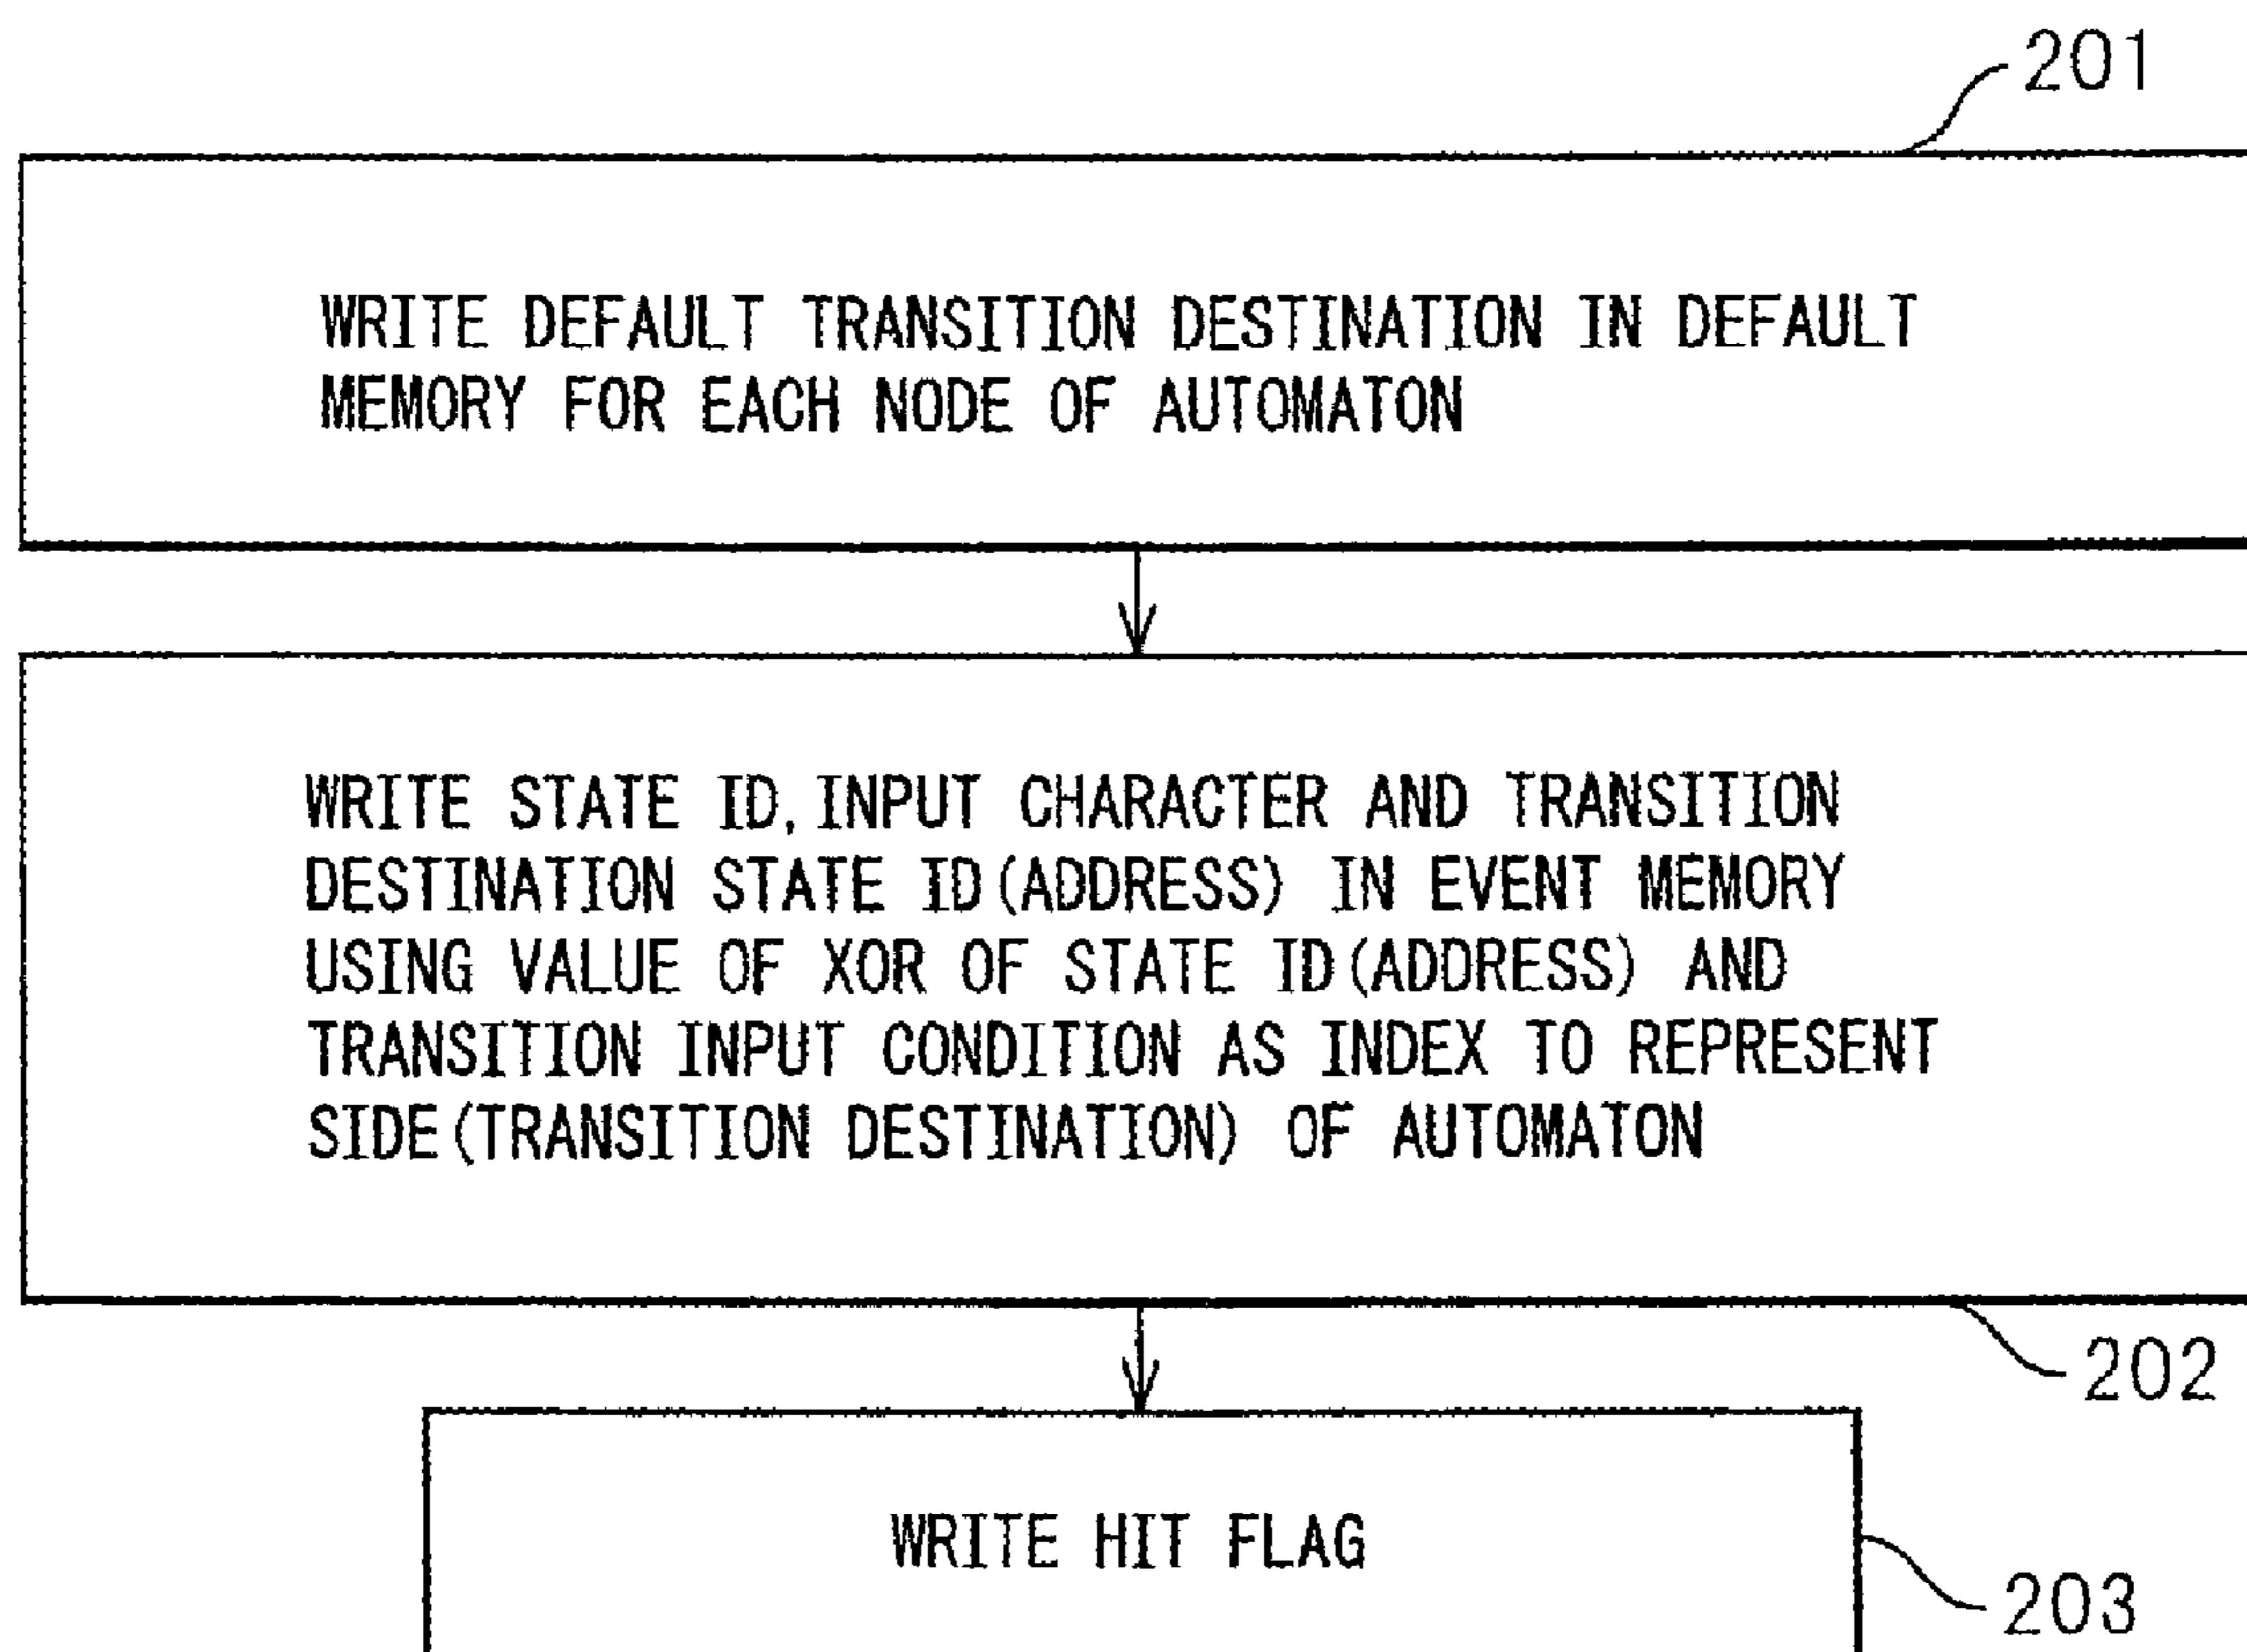 201
WRITE DEFAULT TRANSITION DESTINATION IN DEFAULT
MEMORY FOR EACH NODE OF AUTOMATON
WRITE STATE ID, INPUT CHARACTER AND TRANSITION
DESTINATION STATE ID(ADDRESS) IN EVENT MEMORY
USING VALUE OF XOR OF STATE ID(ADDRESS) AND
TRANSITION INPUT CONDITION AS INDEX TO REPRESENT
SIDE(TRANSITION DESTINATION) OF AUTOMATON
202
WRITE HIT FLAG
203